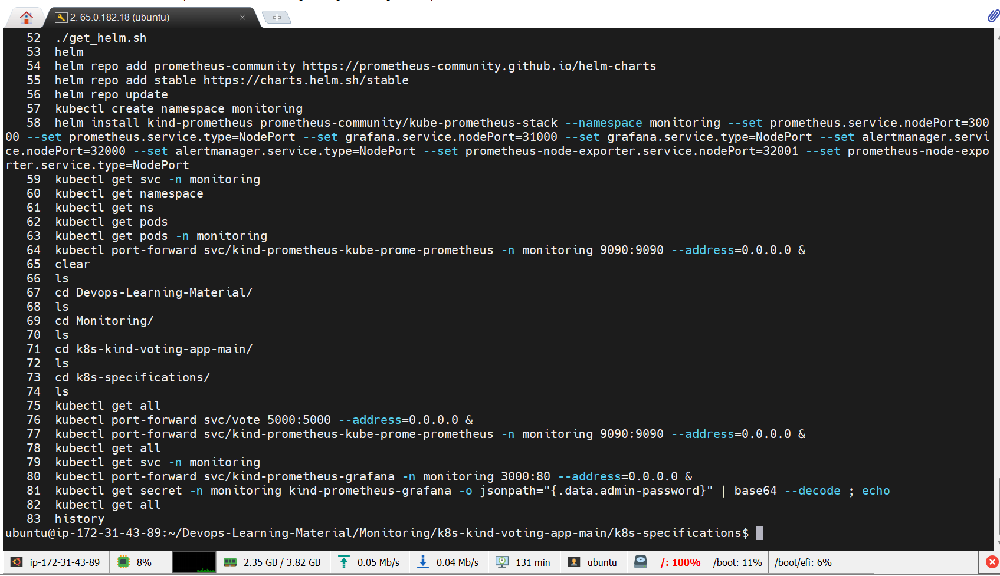 2. 65.0.182.18 (ubuntu)
52 ./get_helm.sh
53 helm
54 helm repo add prometheus-community https://prometheus-community.github.io/helm-charts
55 helm repo add stable https://charts.helm.sh/stable
56 helm repo update
57 kubectl create namespace monitoring
58 helm install kind-prometheus prometheus-community/kube-prometheus-stack --namespace monitoring --set prometheus.service.nodePort=300
00 --set prometheus.service.type=NodePort --set grafana.service.nodePort=31000 --set grafana.service.type=NodePort --set alertmanager.servi
ce.nodePort=32000 --set alertmanager.service.type=NodePort --set prometheus-node-exporter.service.nodePort=32001 --set prometheus-node-expo
rter.service.type=NodePort
59 kubectl get svc -n monitoring
60 kubectl get namespace
61 kubectl get ns
62 kubectl get pods
63 kubectl get pods -n monitoring
64 kubectl port-forward svc/kind-prometheus-kube-prome-prometheus -n monitoring 9090:9090 --address=0.0.0.0 &
65 clear
66 ls
67 cd Devops-Learning-Material/
68 ls
69 cd Monitoring/
70 ls
71 cd k8s-kind-voting-app-main/
72 ls
73 cd k8s-specifications/
74 ls
75 kubectl get all
76 kubectl port-forward svc/vote 5000:5000 --address=0.0.0.0 &
77 kubectl port-forward svc/kind-prometheus-kube-prome-prometheus -n monitoring 9090:9090 --address=0.0.0.0 &
78 kubectl get all
79 kubectl get svc -n monitoring
80 kubectl port-forward svc/kind-prometheus-grafana -n monitoring 3000:80 --address=0.0.0.0 &
81 kubectl get secret -n monitoring kind-prometheus-grafana -o jsonpath="{.data.admin-password}" | base64 --decode ; echo
82 kubectl get all
83 history
ubuntu@ip-172-31-43-89:~/Devops-Learning-Material/Monitoring/k8s-kind-voting-app-main/k8s-specifications$
ip-172-31-43-89 8% 2.35 GB / 3.82 GB 0.05 Mb/s 0.04 Mb/s 131 min ubuntu /: 100% /boot: 11% /boot/efi: 6%